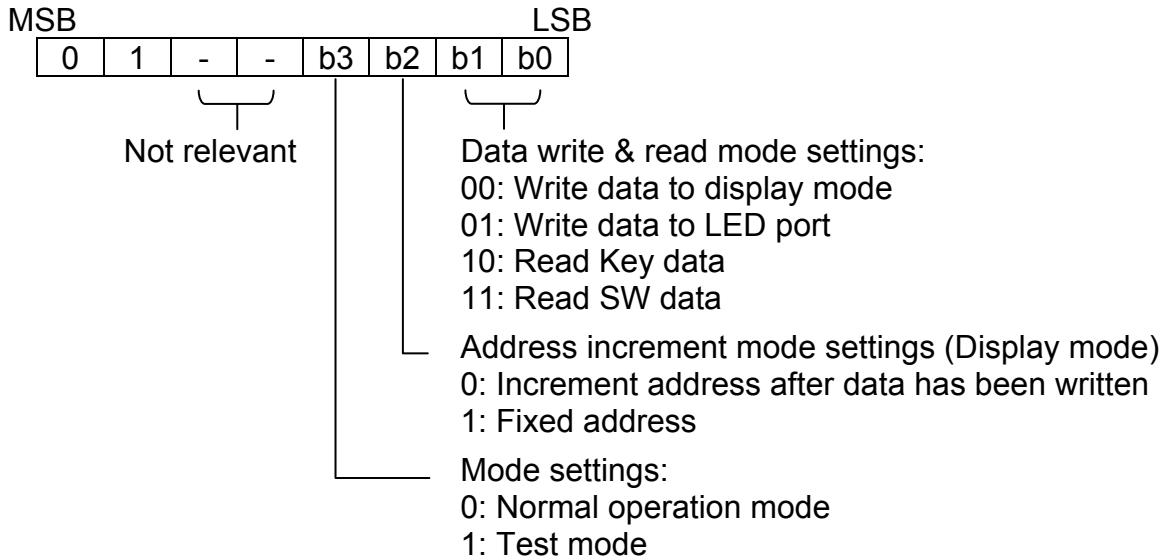 MSB LSB
0 1 - - b3 b2 b1 b0
Not relevant
Data write & read mode settings:
00: Write data to display mode
01: Write data to LED port
10: Read Key data
11: Read SW data
Address increment mode settings (Display mode)
0: Increment address after data has been written
1: Fixed address
Mode settings:
0: Normal operation mode
1: Test mode